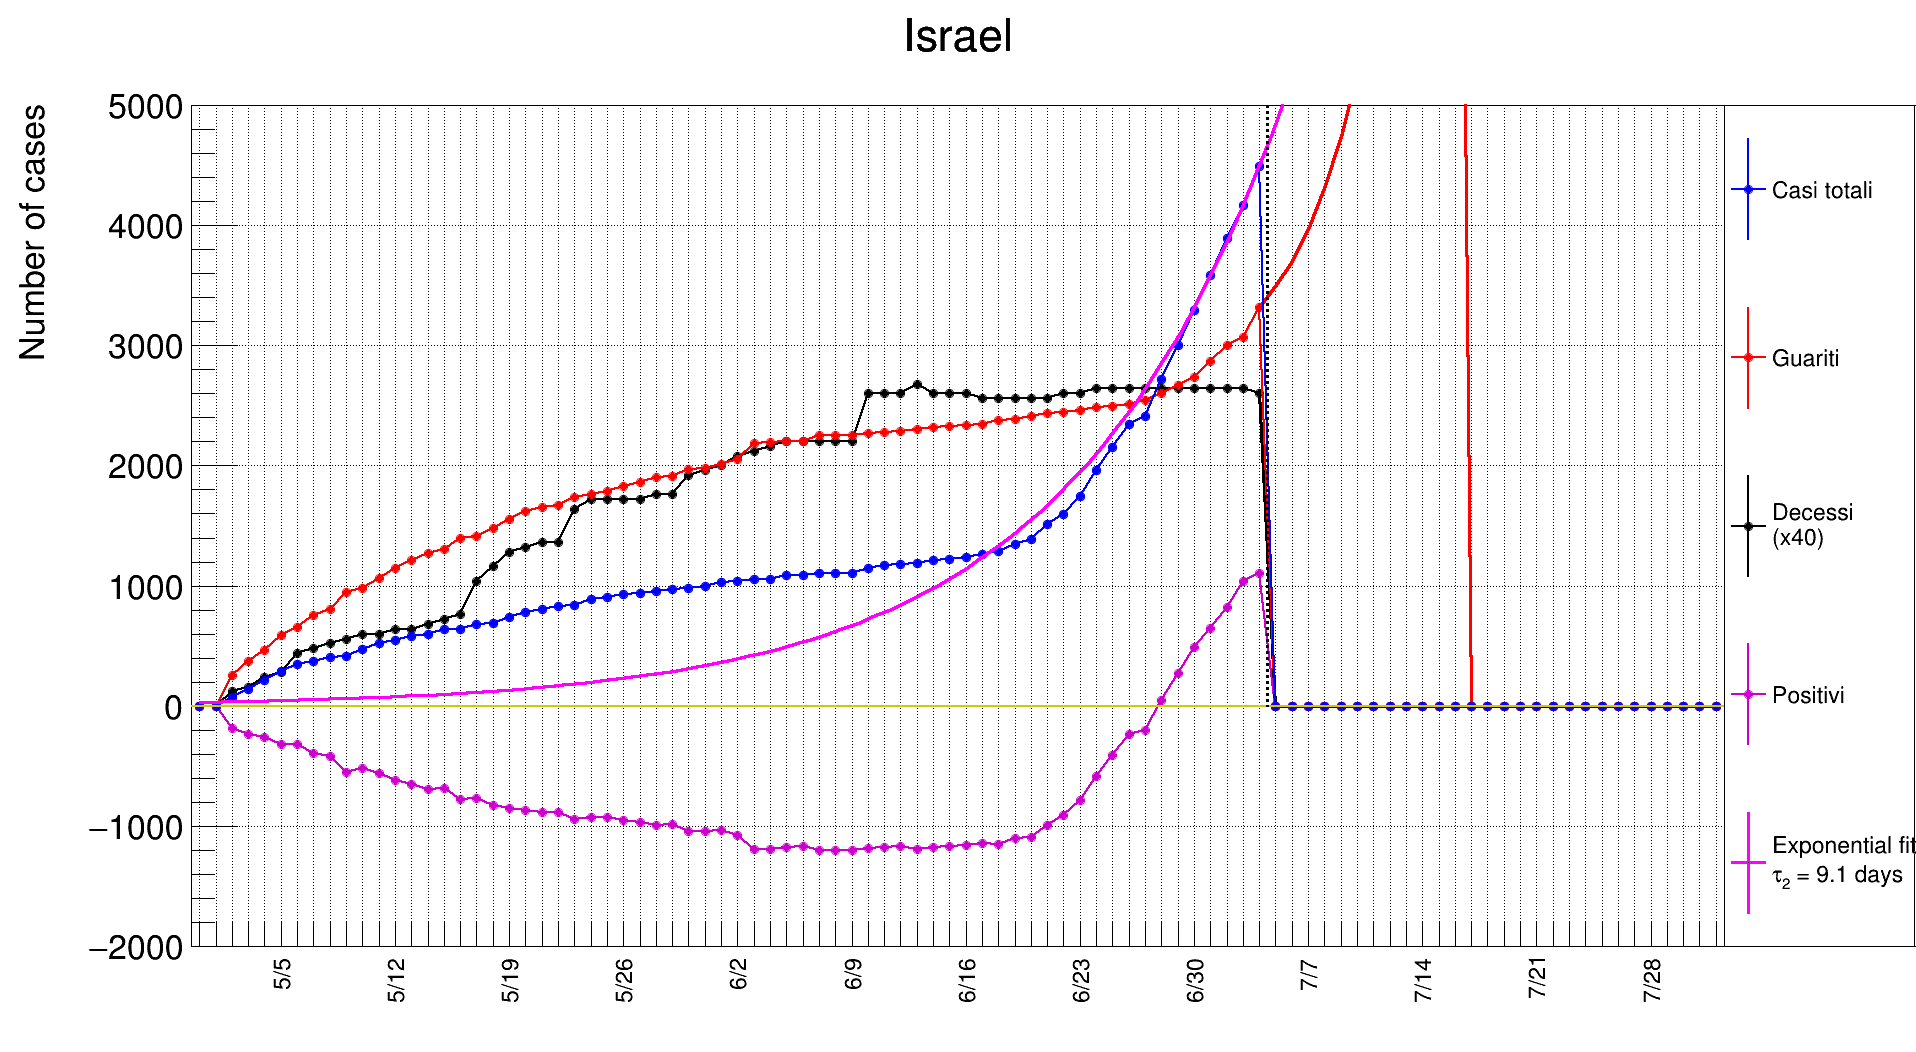 Israel
Number of cases
5000
4000
3000
2000
1000
0
−1000
−2000
5/5
5/12
5/19
5/26
6/2
6/9
6/16
6/23
6/30
7/7
7/14
7/21
7/28
Casi totali
Guariti
Decessi
(x40)
Positivi
Exponential fit
τ2 = 9.1 days